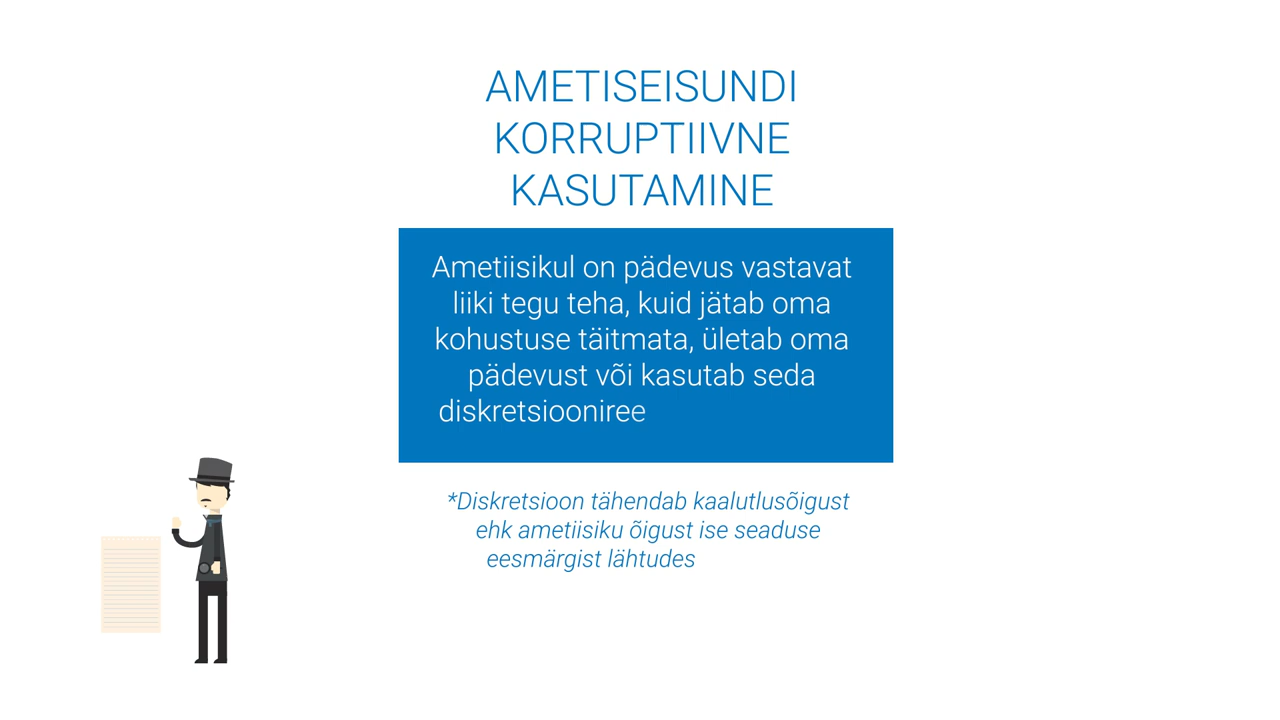 AMETISEISUNDI
KORRUPTIIVNE
KASUTAMINE
Ametiisikul on pädevus vastavat
liiki tegu teha, kuid jätab oma
kohustuse täitmata, ületab oma
pädevust või kasutab seda
diskretsiooniree
*Diskretsioon tähendab kaalutlusõigust
ehk ametiisiku õigust ise seaduse
eesmärgist lähtudes